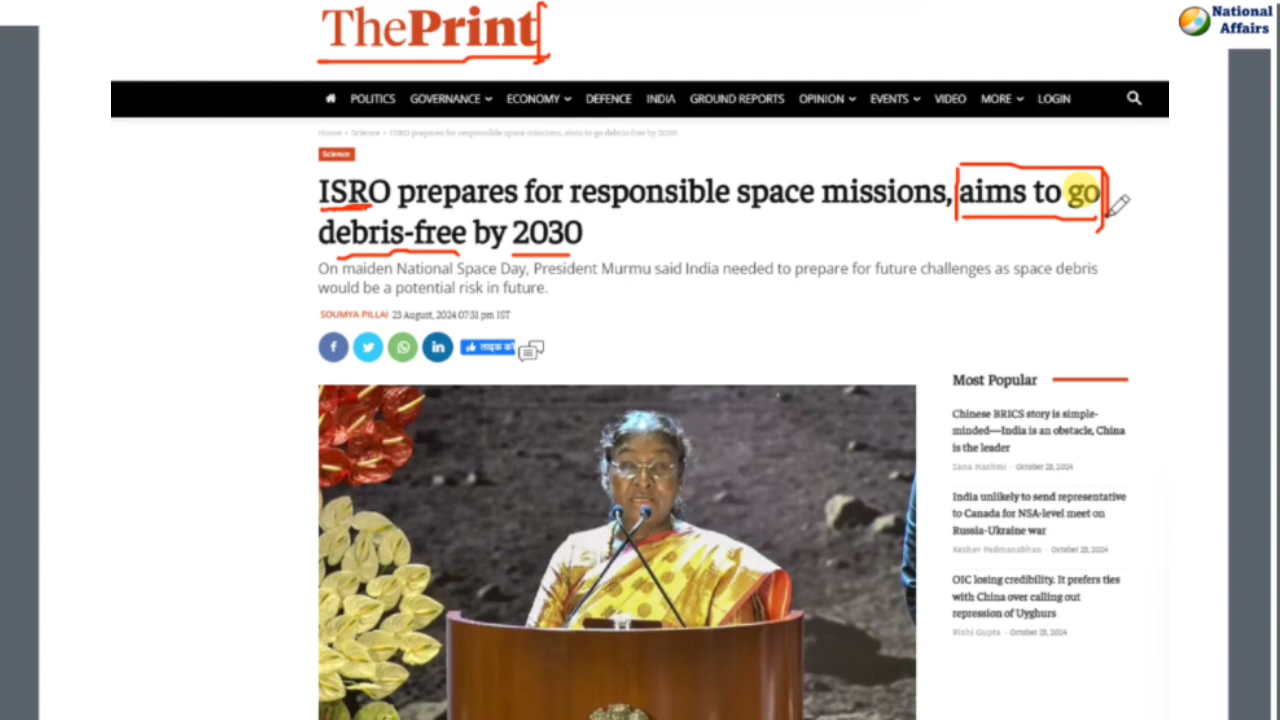 ThePrint
National
Affairs
POLITICS GOVERNANCE ECONOMY DEFENCE INDIA GROUND REPORTS OPINION EVENTS VIDEO MORE LOGIN
Home › Science › ISRO prepares for responsible space missions, aims to go debris-free by 2030
Science
ISRO prepares for responsible space missions, aims to go
debris-free by 2030
On maiden National Space Day, President Murmu said India needed to prepare for future challenges as space debris
would be a potential risk in future.
SOUMYA PILLAI 23 August, 2024 07:31 pm IST
लाइक करें
Most Popular
Chinese BRICS story is simple-
minded—India is an obstacle, China
is the leader
Sana Hashmi - October 23, 2024
India unlikely to send representative
to Canada for NSA-level meet on
Russia-Ukraine war
Keshav Padmanabhan - October 23, 2024
OIC losing credibility. It prefers ties
with China over calling out
repression of Uyghurs
Rishi Gupta - October 23, 2024